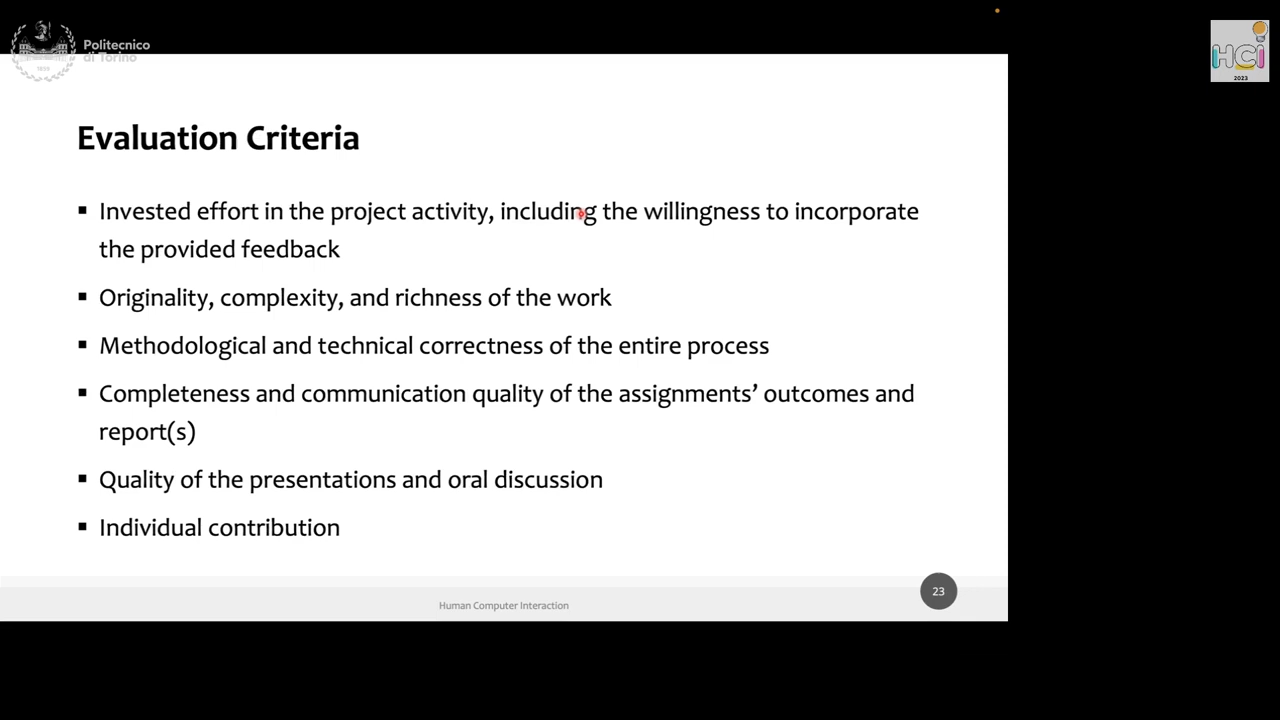 Politecnico
di Torino
1859
HCI
2023
Evaluation Criteria
▪ Invested effort in the project activity, including the willingness to incorporate
the provided feedback
▪ Originality, complexity, and richness of the work
▪ Methodological and technical correctness of the entire process
▪ Completeness and communication quality of the assignments’ outcomes and
report(s)
▪ Quality of the presentations and oral discussion
▪ Individual contribution
23
Human Computer Interaction